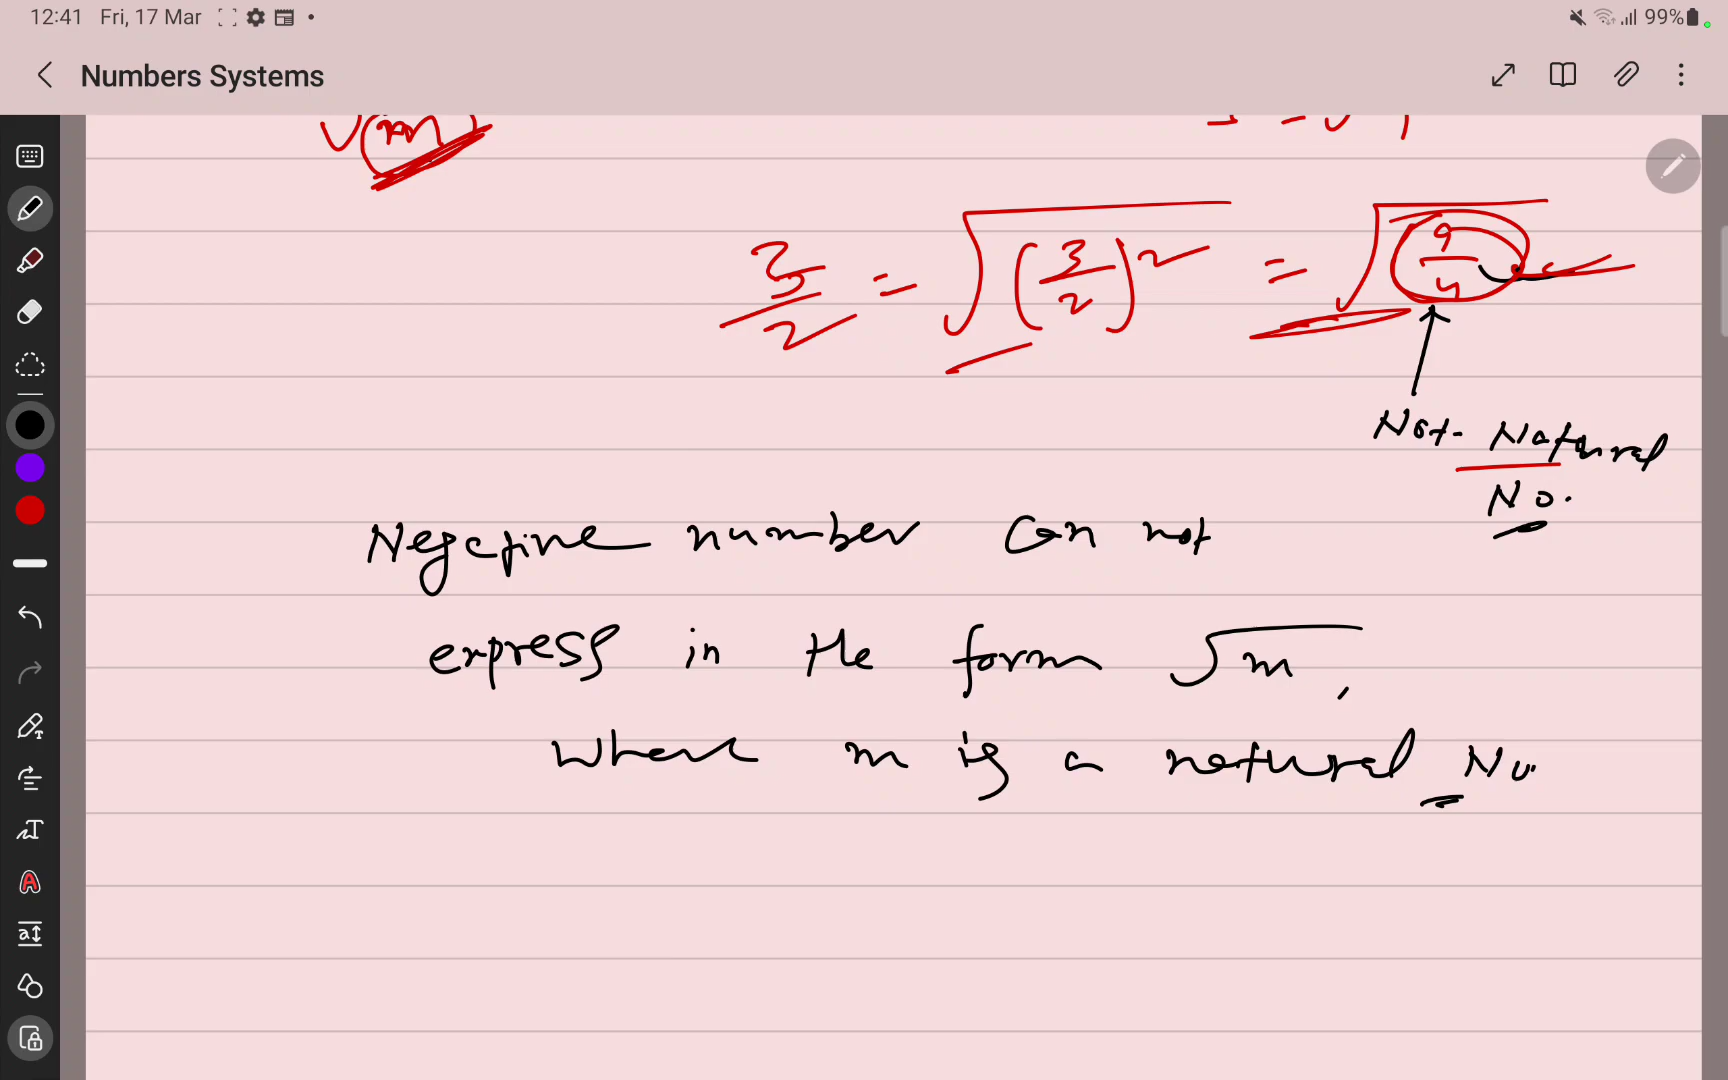 12:41 Fri, 17 Mar 99%
Numbers Systems
√m
3/2 = √(3/2)² = √9/4
Not Natural
No.
Negative number can not
express in the form √m,
where m is a natural No.